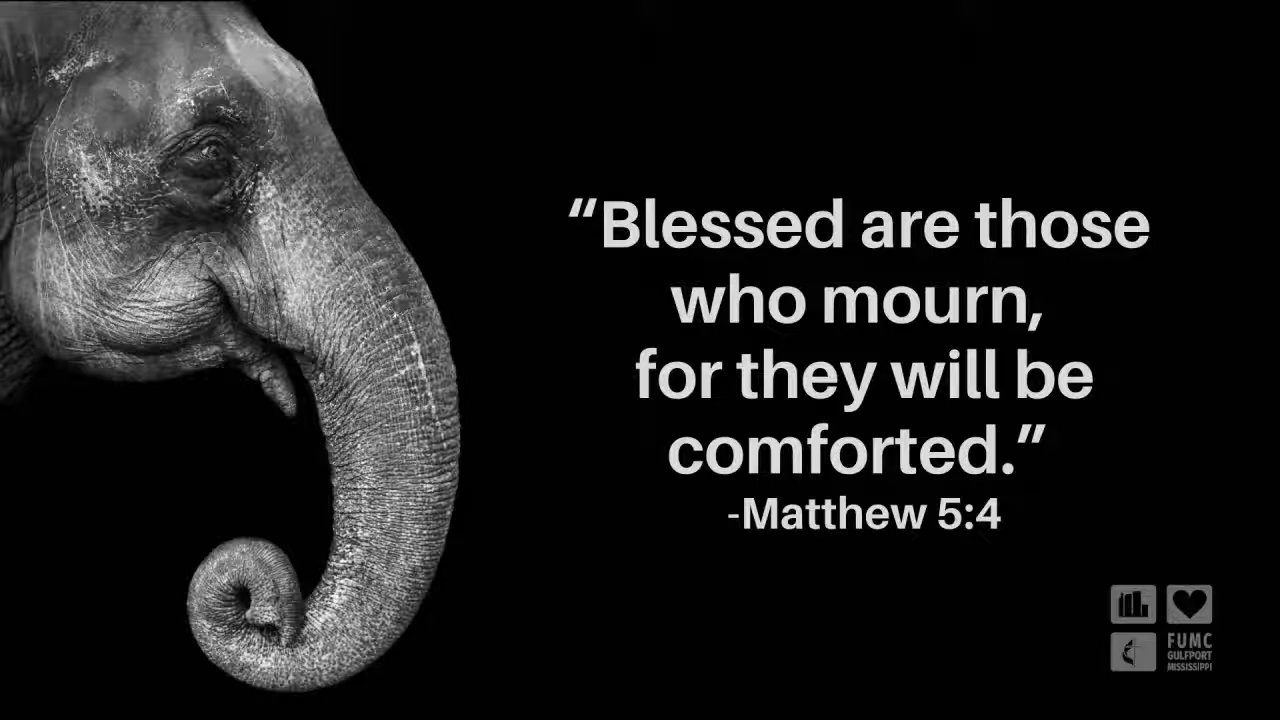 “Blessed are those
who mourn,
for they will be
comforted.”
-Matthew 5:4
FUMC
GULFPORT
MISSISSIPPI